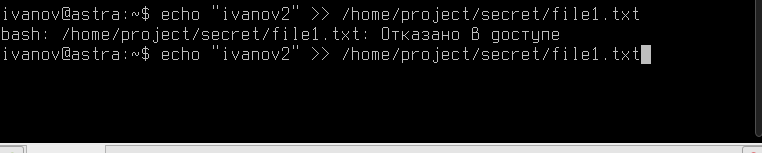 ivanov@astra:~$ echo "ivanov2" >> /home/project/secret/file1.txt
bash: /home/project/secret/file1.txt: Отказано в доступе
ivanov@astra:~$ echo "ivanov2" >> /home/project/secret/file1.txt